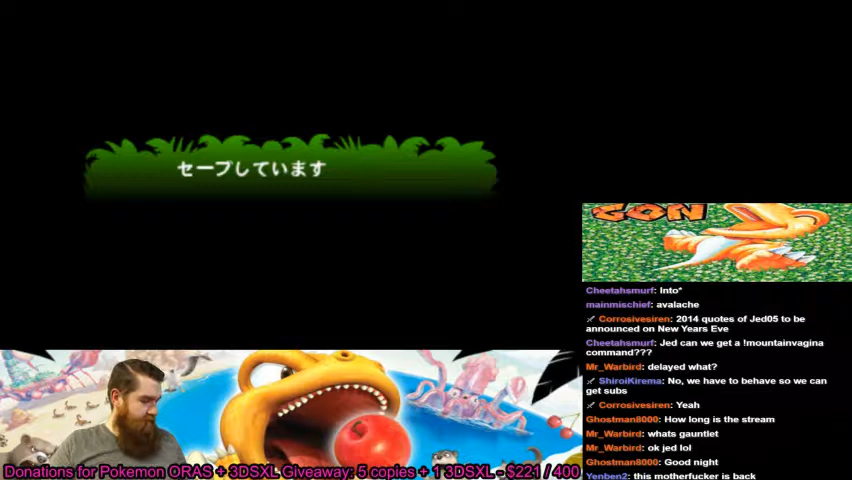 セーブしています
GON
Cheetahsmurf: Into*
mainmischief: avalache
Corrosivesiren: 2014 quotes of Jed05 to be
announced on New Years Eve
Cheetahsmurf: Jed can we get a !mountainvagina
command???
Mr_Warbird: delayed what?
ShiroiKirema: No, we have to behave so we can
get subs
Corrosivesiren: Yeah
Ghostman8000: How long is the stream
Mr_Warbird: whats gauntlet
Mr_Warbird: ok jed lol
Ghostman8000: Good night
Yenben2: this motherfucker is back
Donations for Pokemon ORAS + 3DSXL Giveaway: 5 copies + 1 3DSXL - $221 / 400